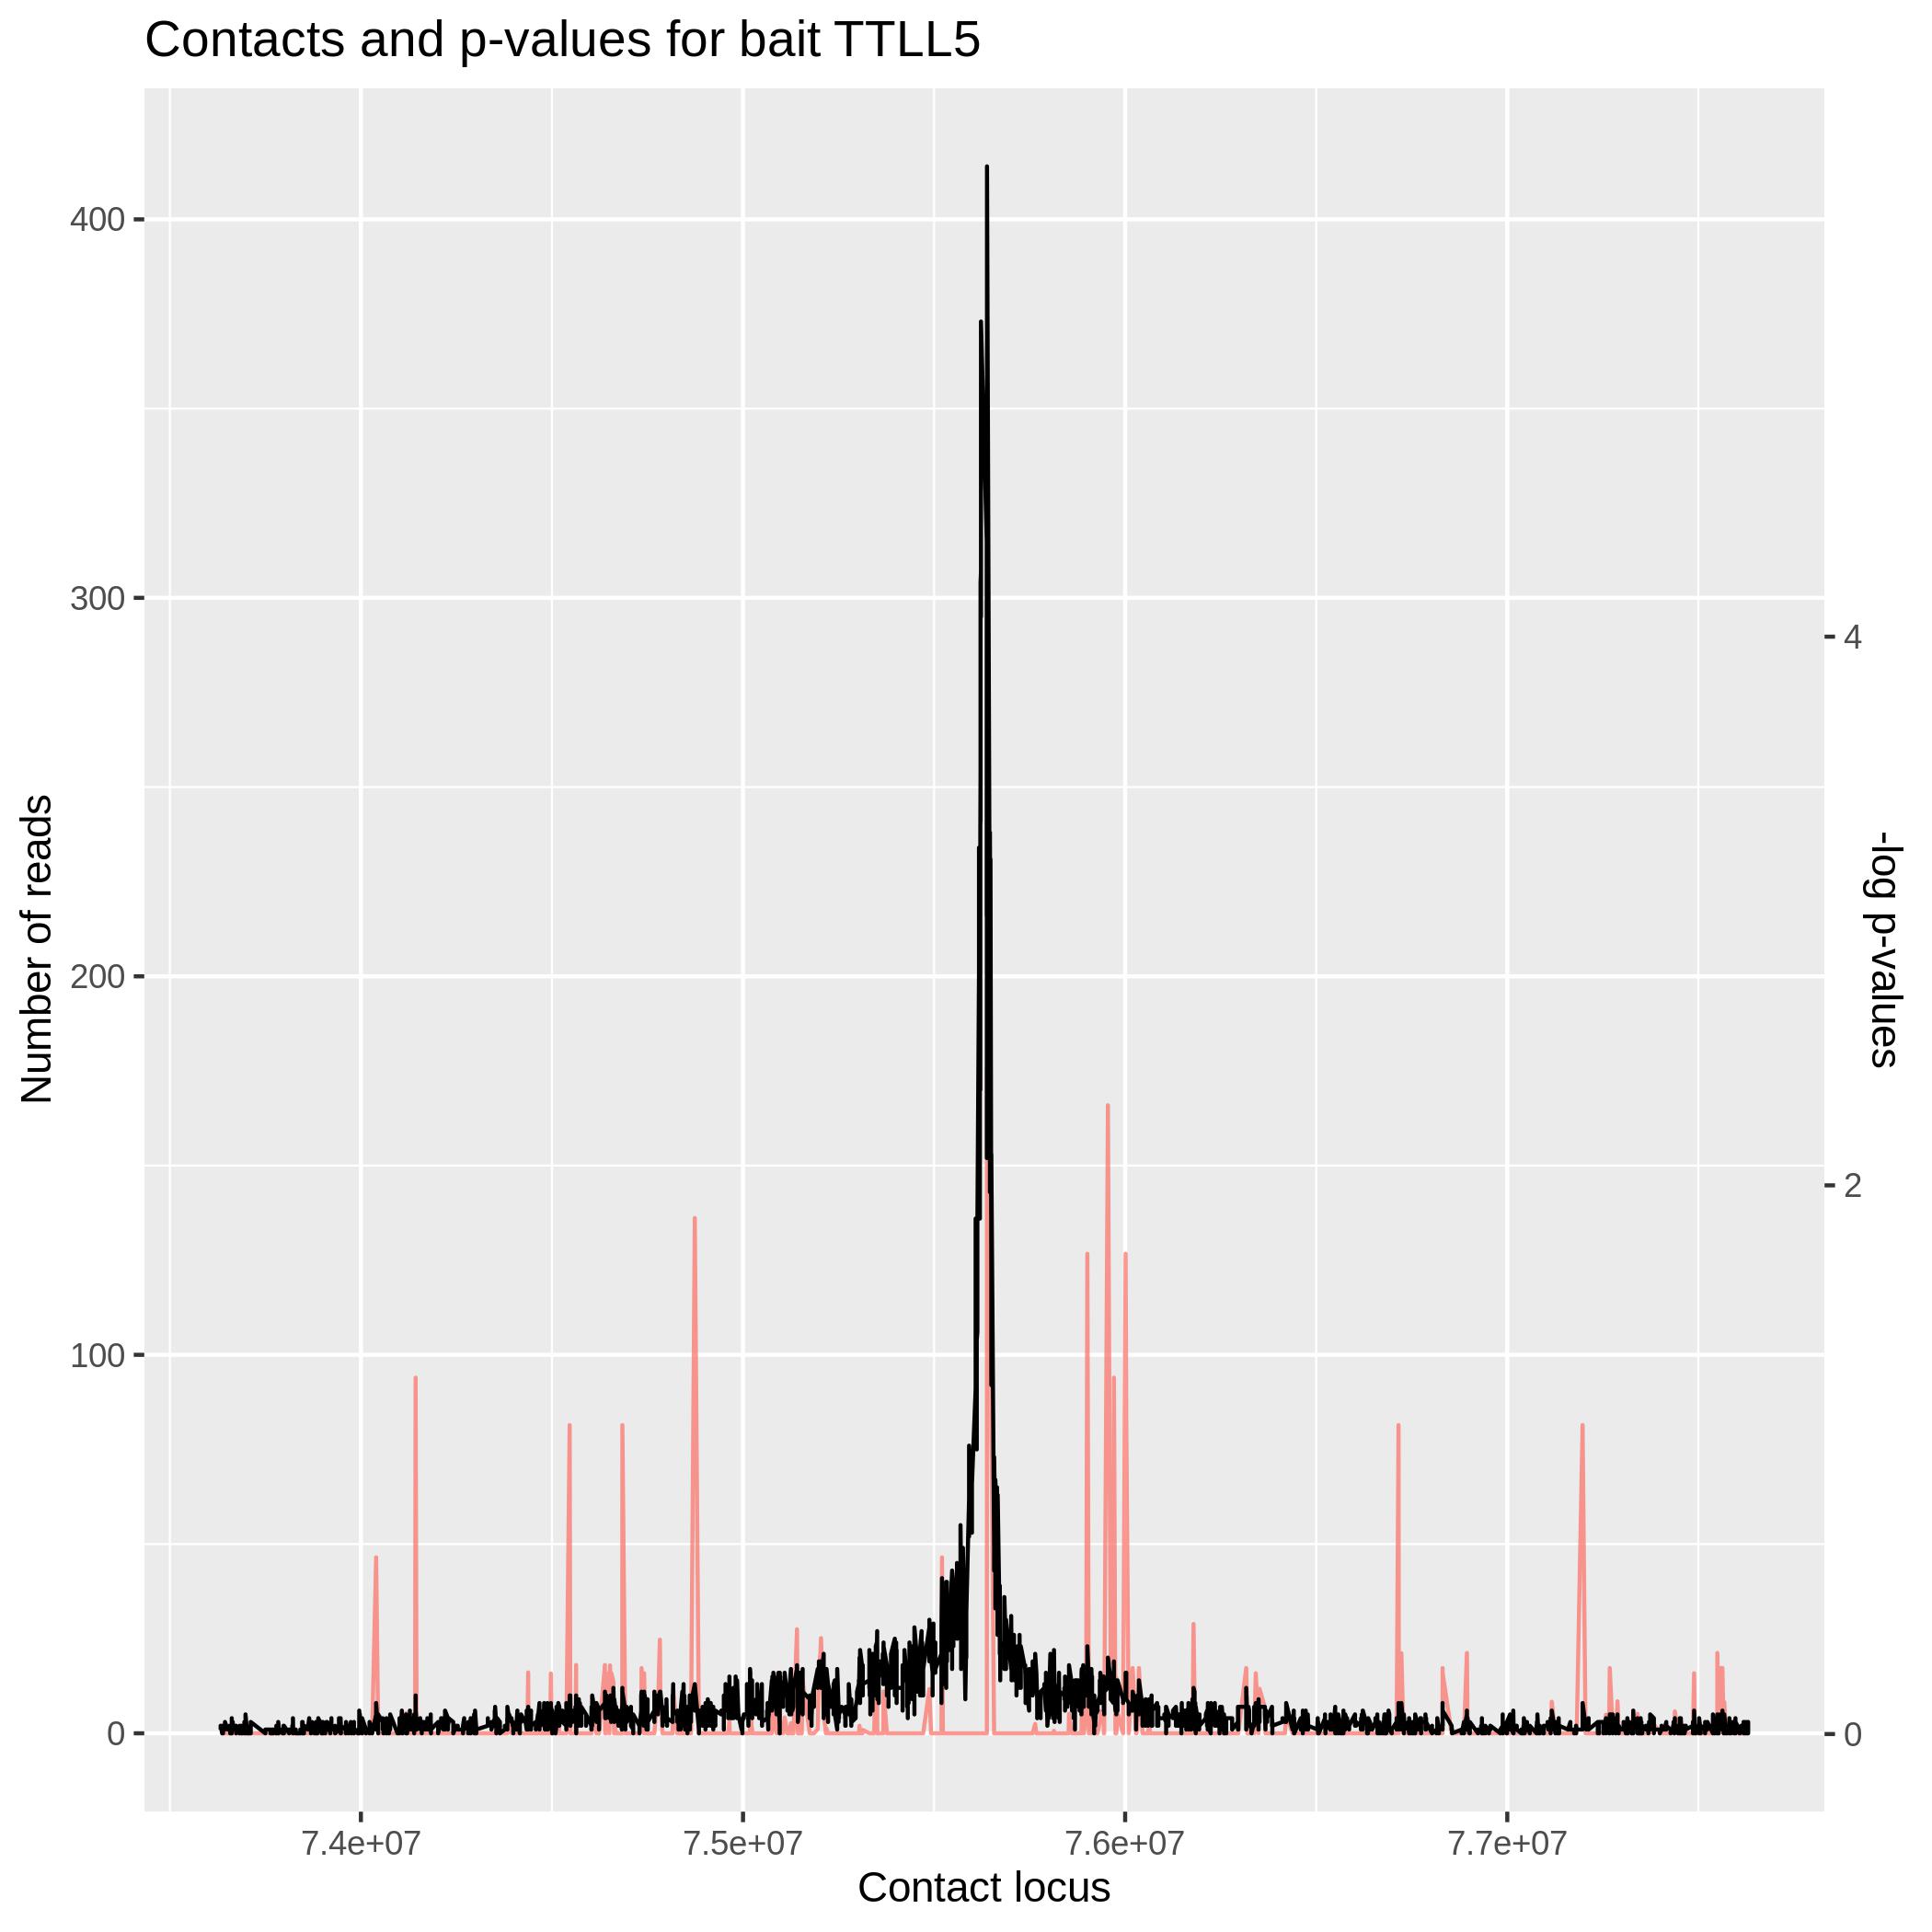 Contacts and p-values for bait TTLL5
400
300
200
100
0
Number of reads
4
2
0
-log p-values
7.4e+07
7.5e+07
7.6e+07
7.7e+07
Contact locus